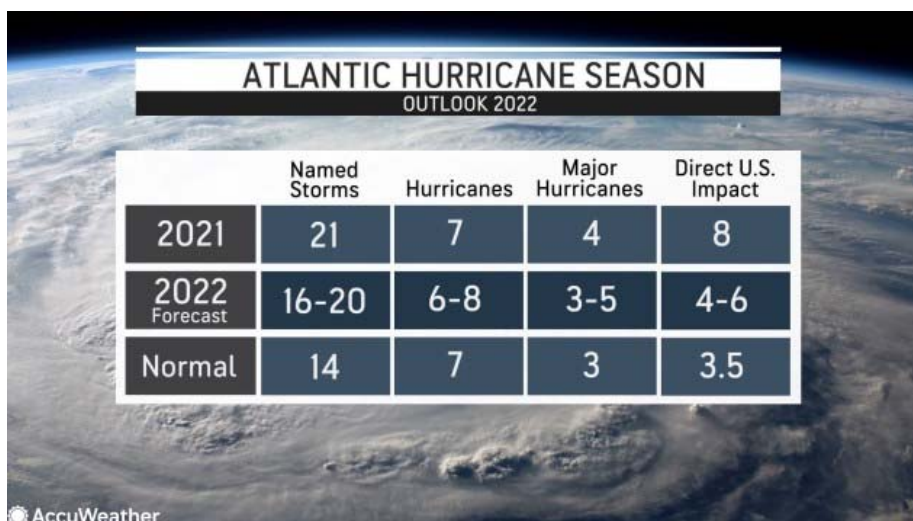 ATLANTIC HURRICANE SEASON
OUTLOOK 2022
Named Storms Hurricanes Major Hurricanes Direct U.S. Impact
2021 21 7 4 8
2022 Forecast 16-20 6-8 3-5 4-6
Normal 14 7 3 3.5
AccuWeather